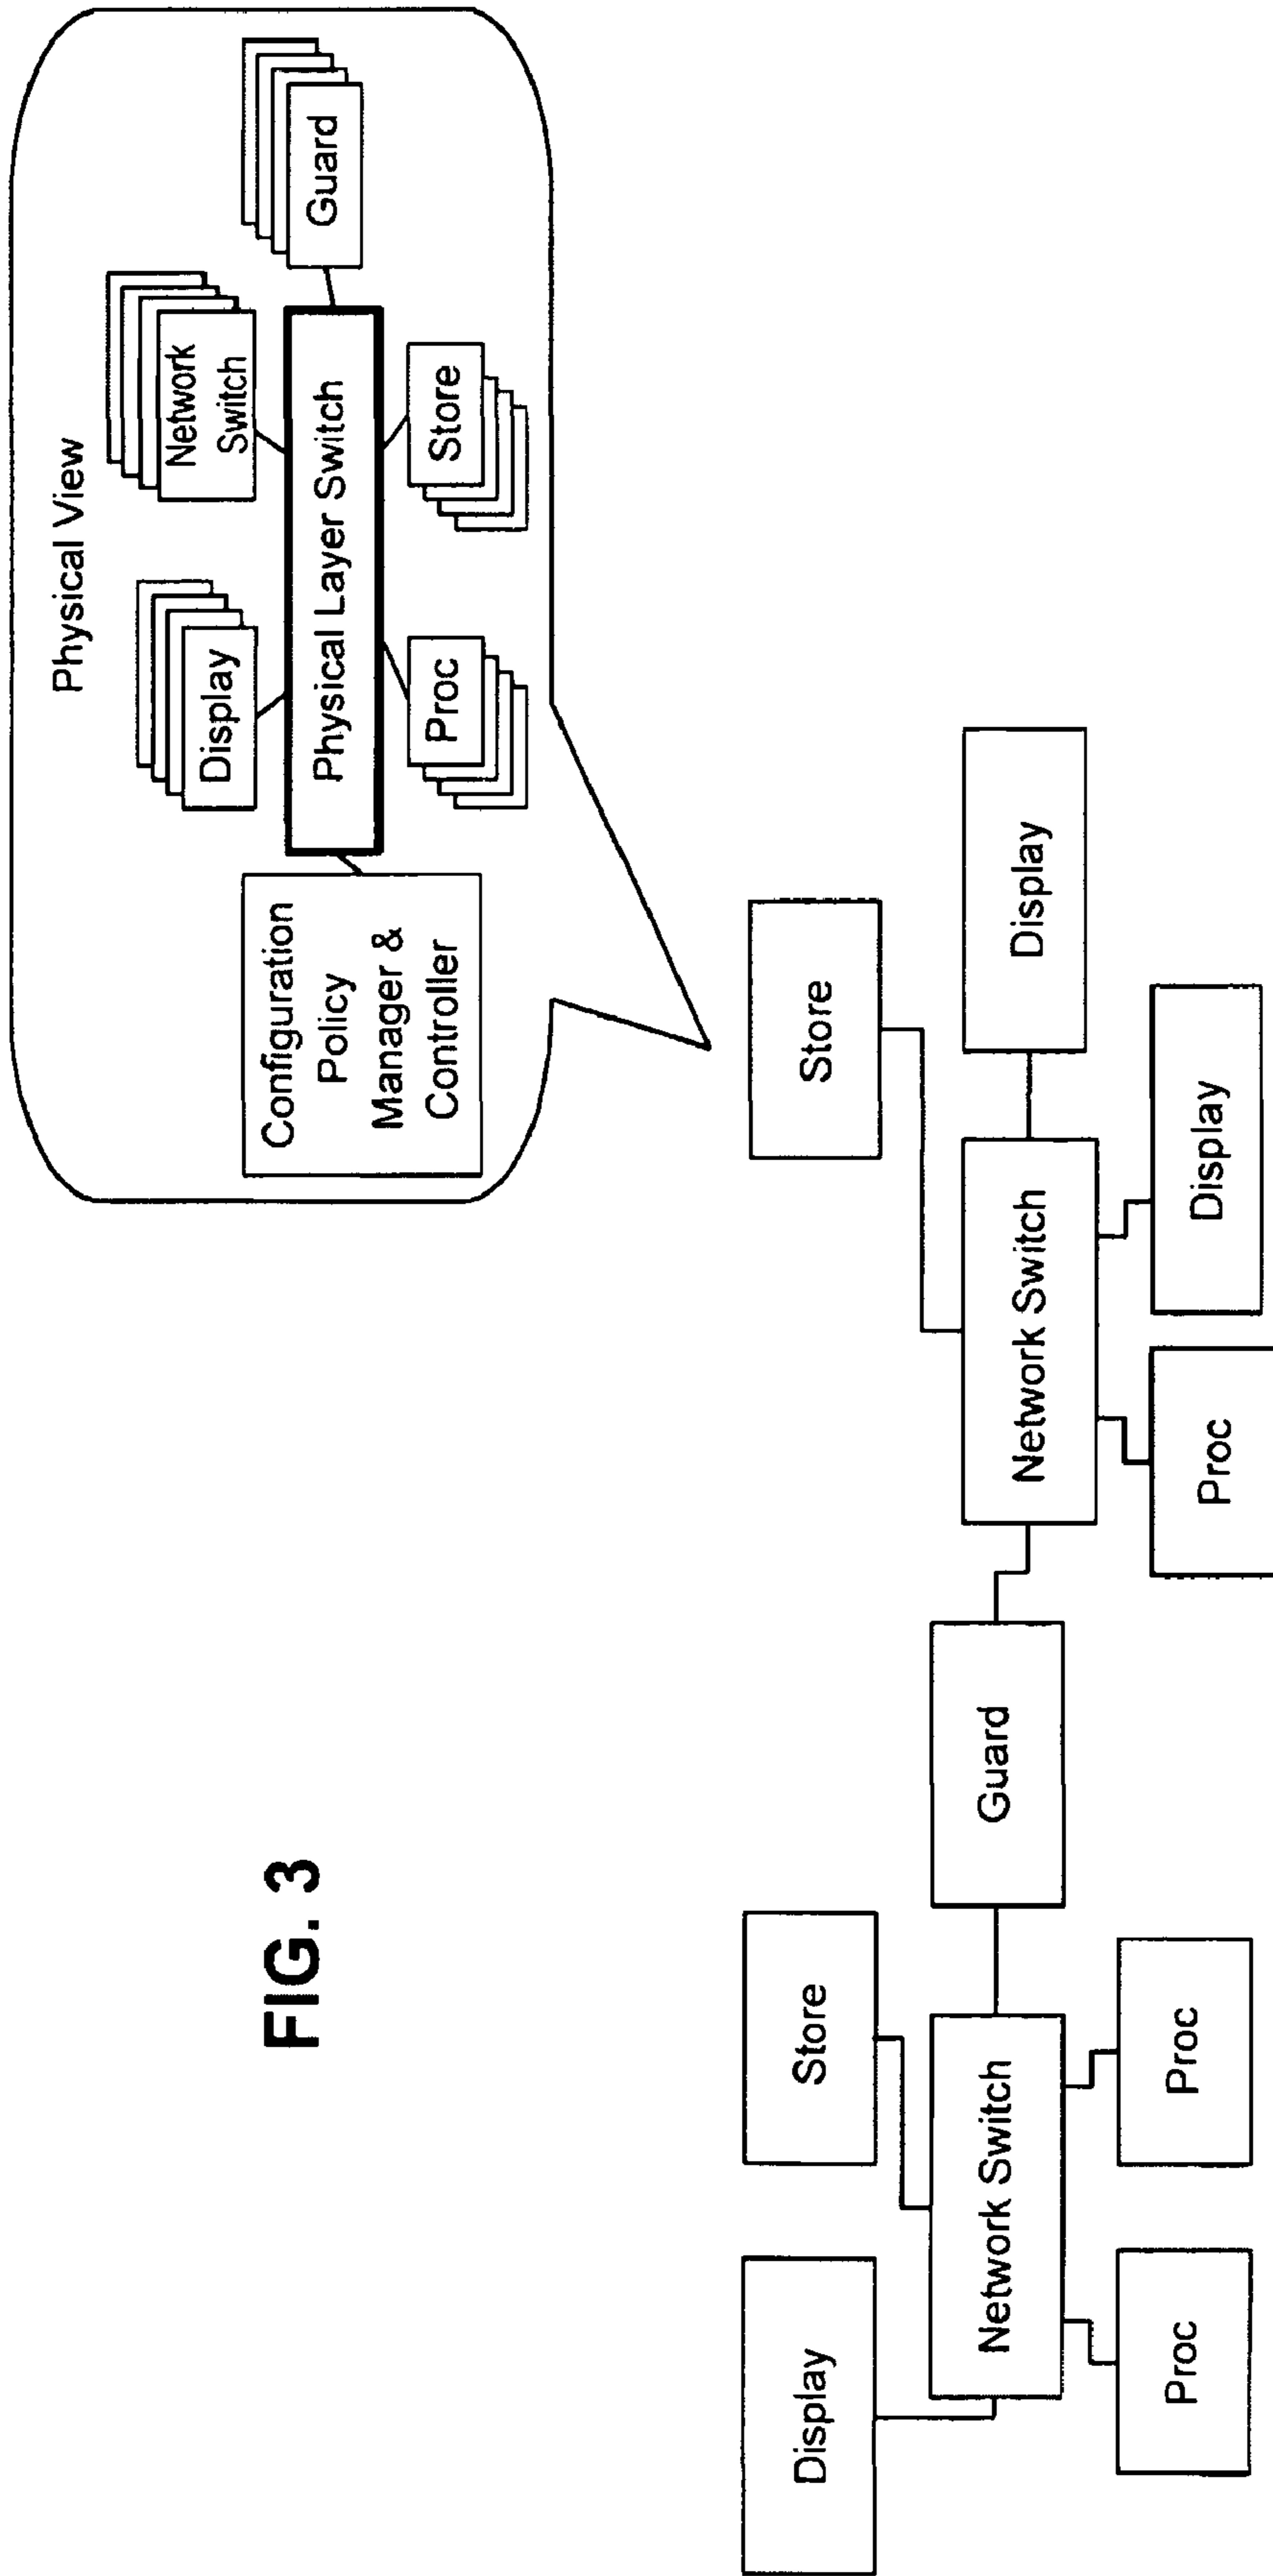 FIG. 3
Physical View
Display
Network
Switch
Configuration
Policy
Manager &
Controller
Physical Layer Switch
Guard
Proc
Store
Display
Store
Store
Network Switch
Guard
Network Switch
Display
Proc
Proc
Proc
Display